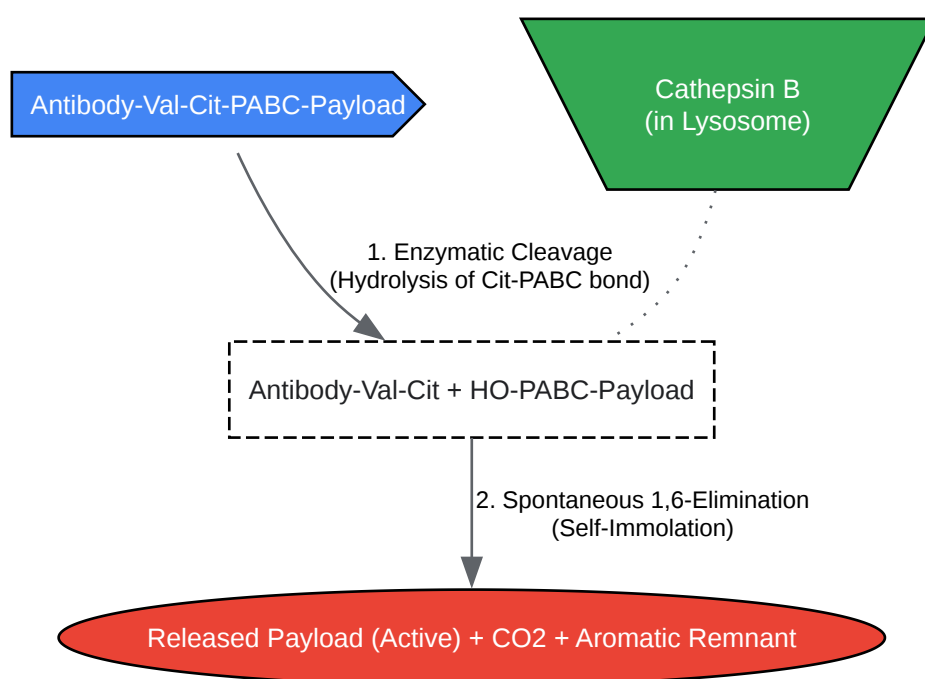 Antibody-Val-Cit-PABC-Payload
Cathepsin B
(in Lysosome)
1. Enzymatic Cleavage
(Hydrolysis of Cit-PABC bond)
Antibody-Val-Cit + HO-PABC-Payload
2. Spontaneous 1,6-Elimination
(Self-Immolation)
Released Payload (Active) + CO2 + Aromatic Remnant